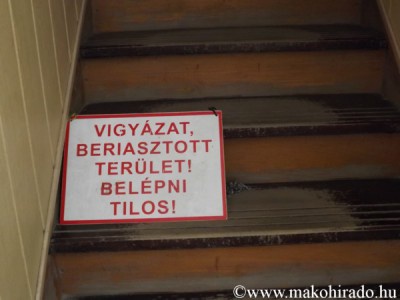 VIGYÁZAT,
BERIASZTOTT
TERÜLET!
BELÉPNI
TILOS!
©www.makohirado.hu